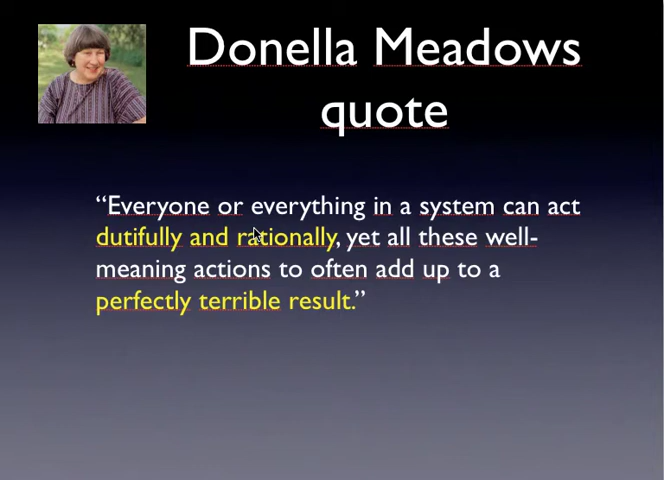 Donella Meadows
quote
“Everyone or everything in a system can act
dutifully and rationally, yet all these well-
meaning actions to often add up to a
perfectly terrible result.”